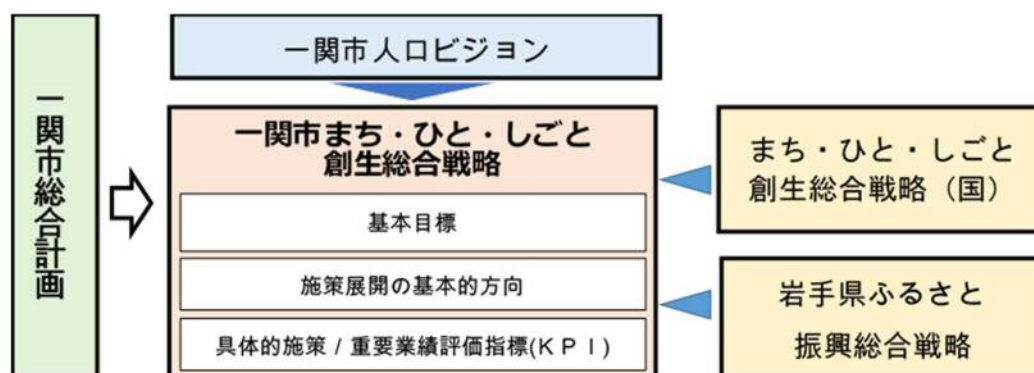 一関市総合計画
一関市人口ビジョン
一関市まち・ひと・しごと
創生総合戦略
基本目標
施策展開の基本的方向
具体的施策 / 重要業績評価指標(ＫＰＩ)
まち・ひと・しごと
創生総合戦略（国）
岩手県ふるさと
振興総合戦略